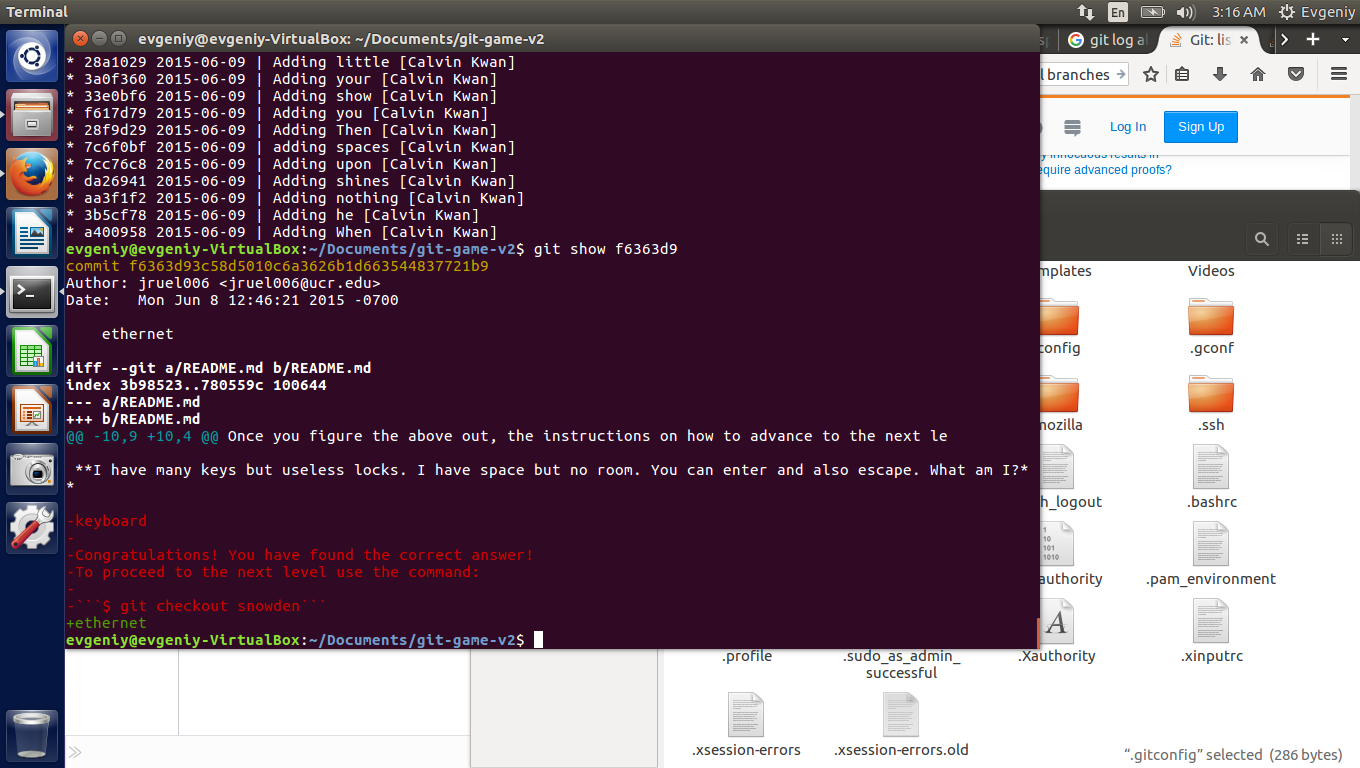 Terminal
En
3:16 AM
Evgeniy
evgeniy@evgeniy-VirtualBox: ~/Documents/git-game-v2
git log al
Git: lis
* 28a1029 2015-06-09 | Adding little [Calvin Kwan]
* 3a0f360 2015-06-09 | Adding your [Calvin Kwan]
* 33e0bf6 2015-06-09 | Adding show [Calvin Kwan]
* f617d79 2015-06-09 | Adding you [Calvin Kwan]
* 28f9d29 2015-06-09 | Adding Then [Calvin Kwan]
* 7c6f0bf 2015-06-09 | adding spaces [Calvin Kwan]
* 7cc76c8 2015-06-09 | Adding upon [Calvin Kwan]
* da26941 2015-06-09 | Adding shines [Calvin Kwan]
* aa3f1f2 2015-06-09 | Adding nothing [Calvin Kwan]
* 3b5cf78 2015-06-09 | Adding he [Calvin Kwan]
* a400958 2015-06-09 | Adding When [Calvin Kwan]
evgeniy@evgeniy-VirtualBox:~/Documents/git-game-v2$ git show f6363d9
commit f6363d93c58d5010c6a3626b1d663544837721b9
Author: jruel006 <jruel006@ucr.edu>
Date:   Mon Jun 8 12:46:21 2015 -0700
ethernet
diff --git a/README.md b/README.md
index 3b98523..780559c 100644
--- a/README.md
+++ b/README.md
@@ -10,9 +10,4 @@ Once you figure the above out, the instructions on how to advance to the next le
**I have many keys but useless locks. I have space but no room. You can enter and also escape. What am I?*
*
-keyboard
-
-Congratulations! You have found the correct answer!
-To proceed to the next level use the command:
-
-```$ git checkout snowden```
+ethernet
evgeniy@evgeniy-VirtualBox:~/Documents/git-game-v2$
l branches
Log In
Sign Up
y innocuous results in
equire advanced proofs?
mplates
Videos
config
.gconf
mozilla
.ssh
h_logout
.bashrc
authority
.pam_environment
.profile
.sudo_as_admin_
successful
.Xauthority
.xinputrc
.xsession-errors
.xsession-errors.old
“.gitconfig” selected (286 bytes)